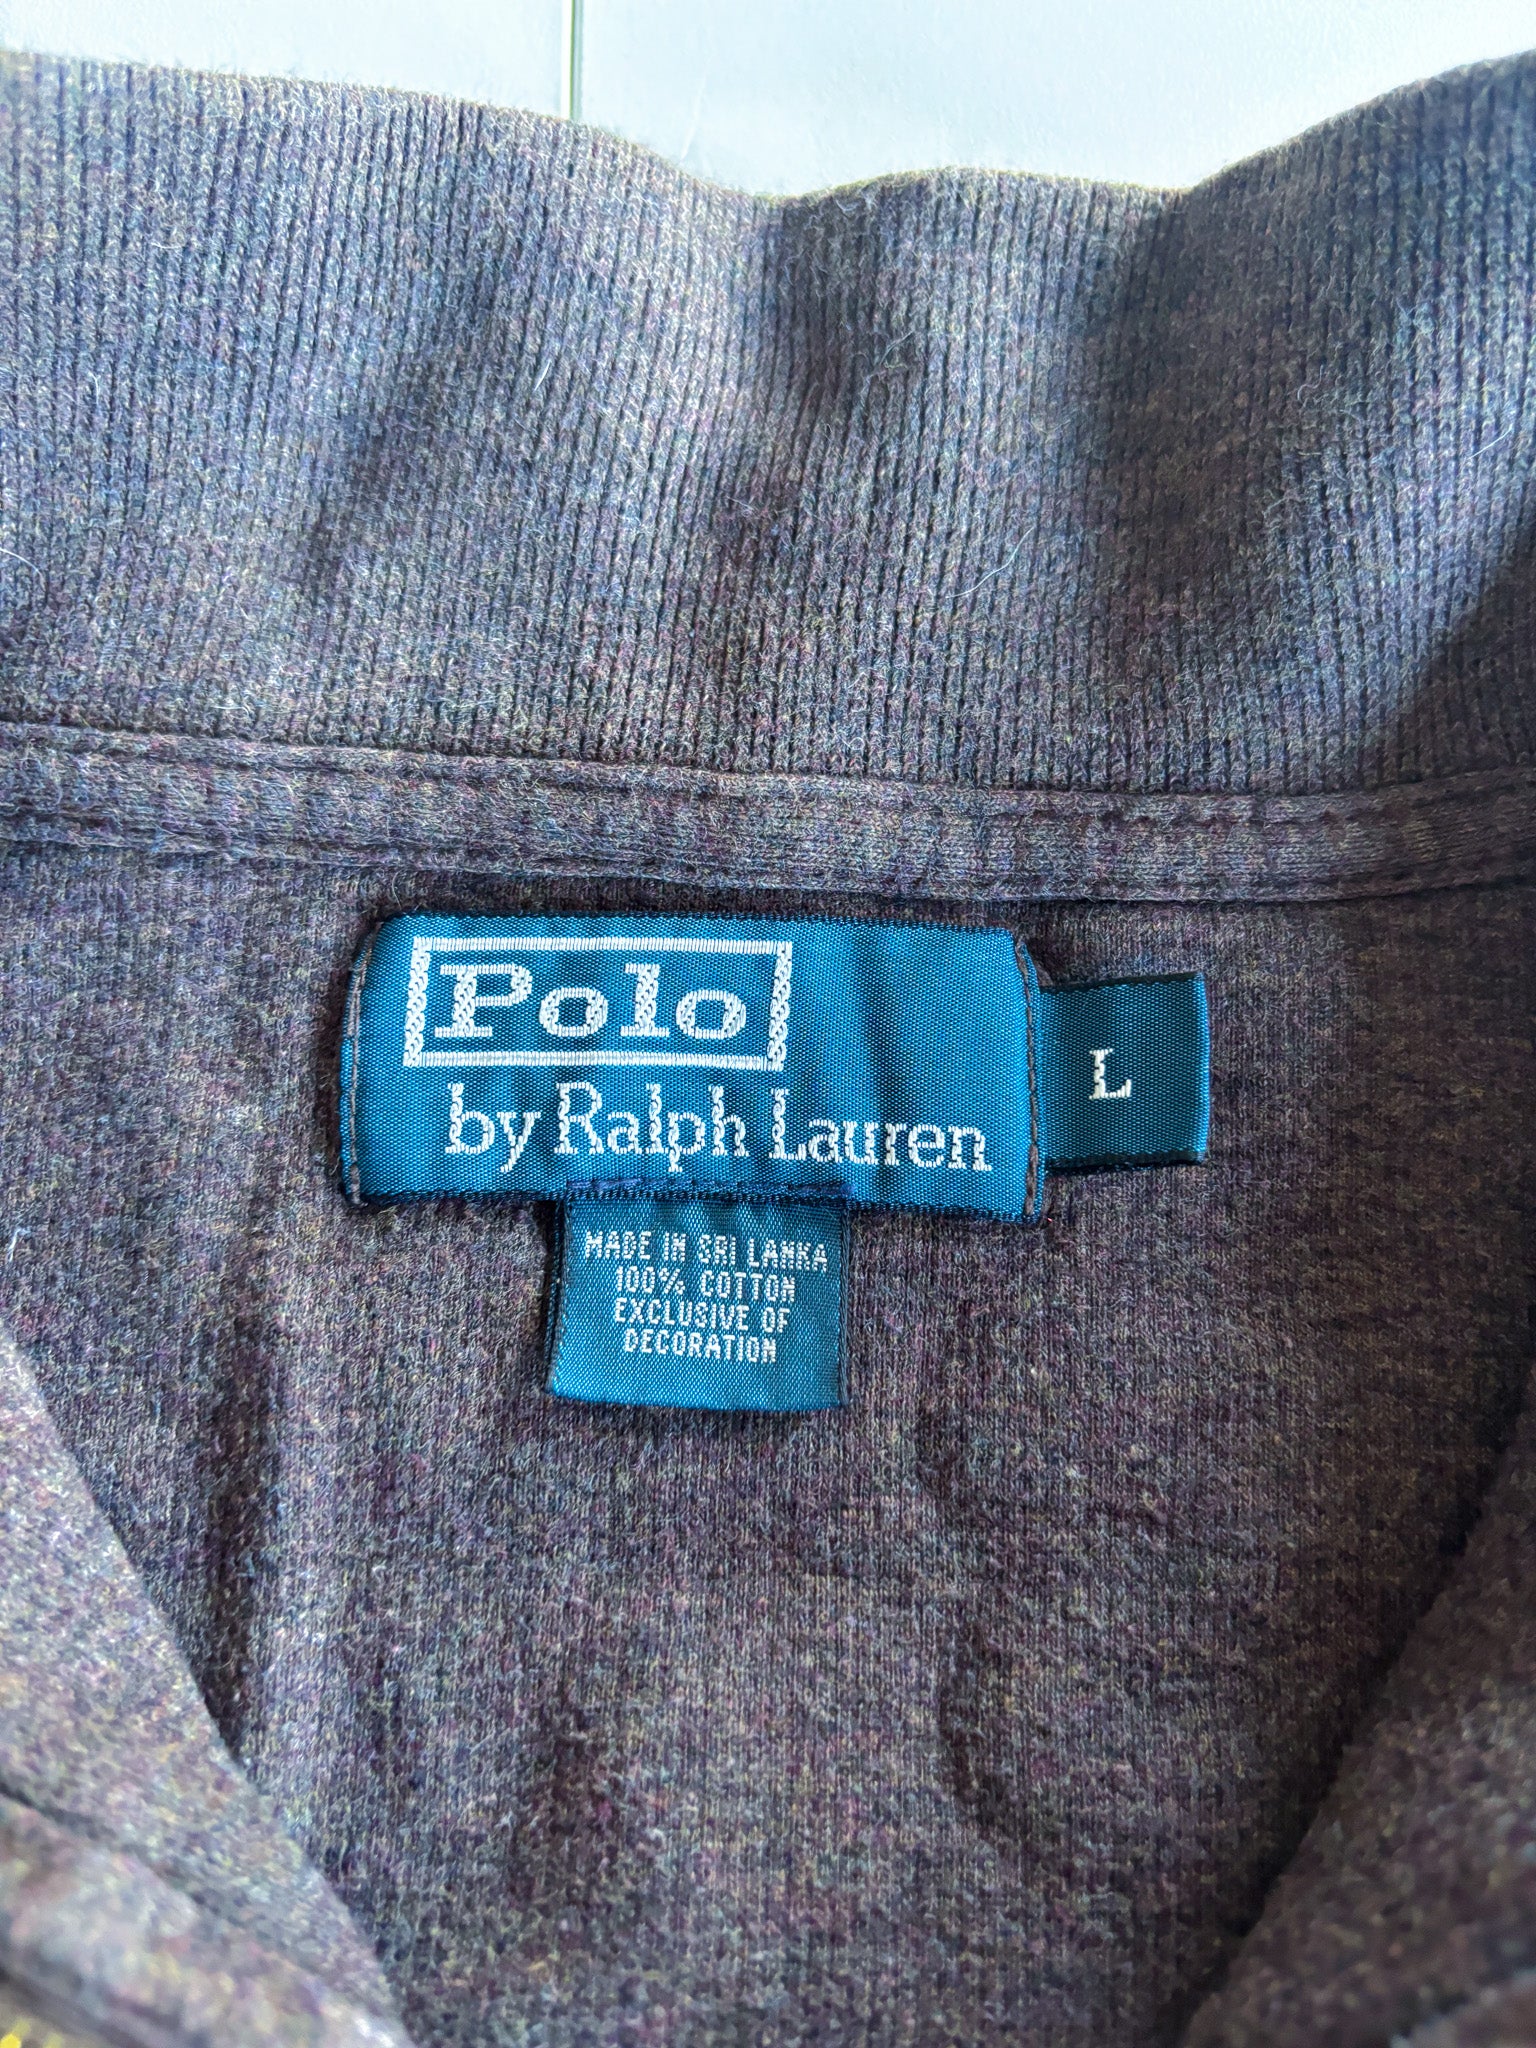 Polo
by Ralph Lauren
L
MADE IN SRI LANKA
100% COTTON
EXCLUSIVE OF
DECORATION